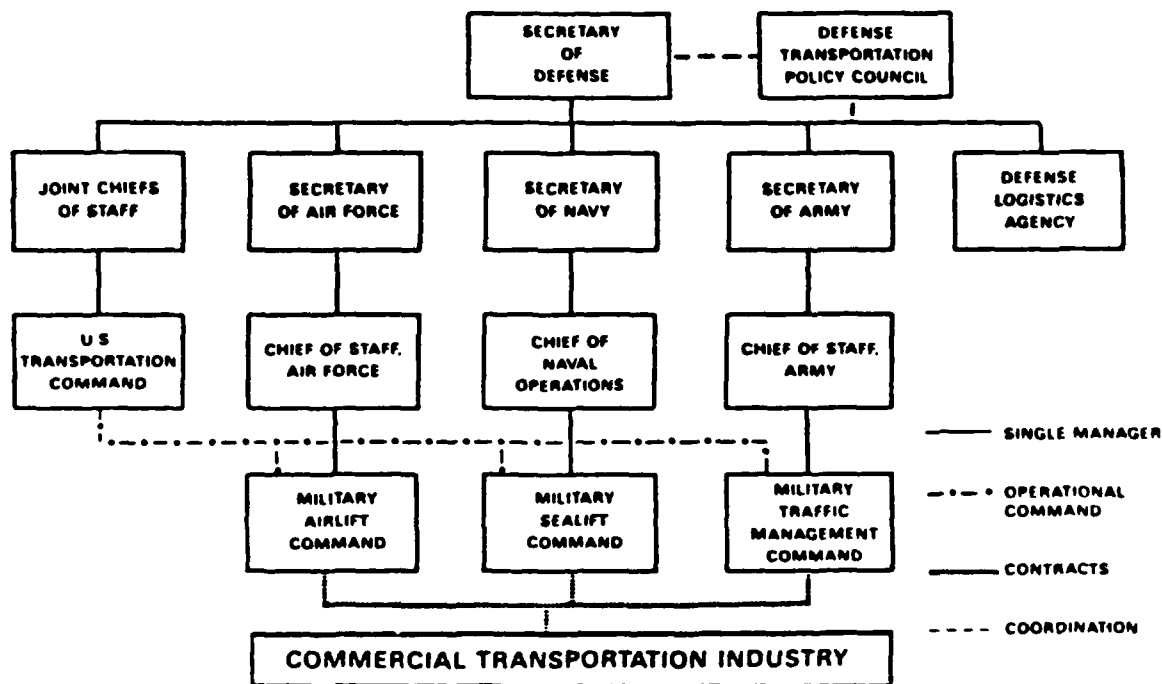 SECRETARY
OF
DEFENSE
DEFENSE
TRANSPORTATION
POLICY COUNCIL
JOINT CHIEFS
OF STAFF
SECRETARY
OF AIR FORCE
SECRETARY
OF NAVY
SECRETARY
OF ARMY
DEFENSE
LOGISTICS
AGENCY
U S
TRANSPORTATION
COMMAND
CHIEF OF STAFF.
AIR FORCE
CHIEF OF
NAVAL
OPERATIONS
CHIEF OF STAFF.
ARMY
MILITARY
AIRLIFT
COMMAND
MILITARY
SEALIFT
COMMAND
MILITARY
TRAFFIC
MANAGEMENT
COMMAND
SINGLE MANAGER
OPERATIONAL
COMMAND
CONTRACTS
COORDINATION
COMMERCIAL TRANSPORTATION INDUSTRY